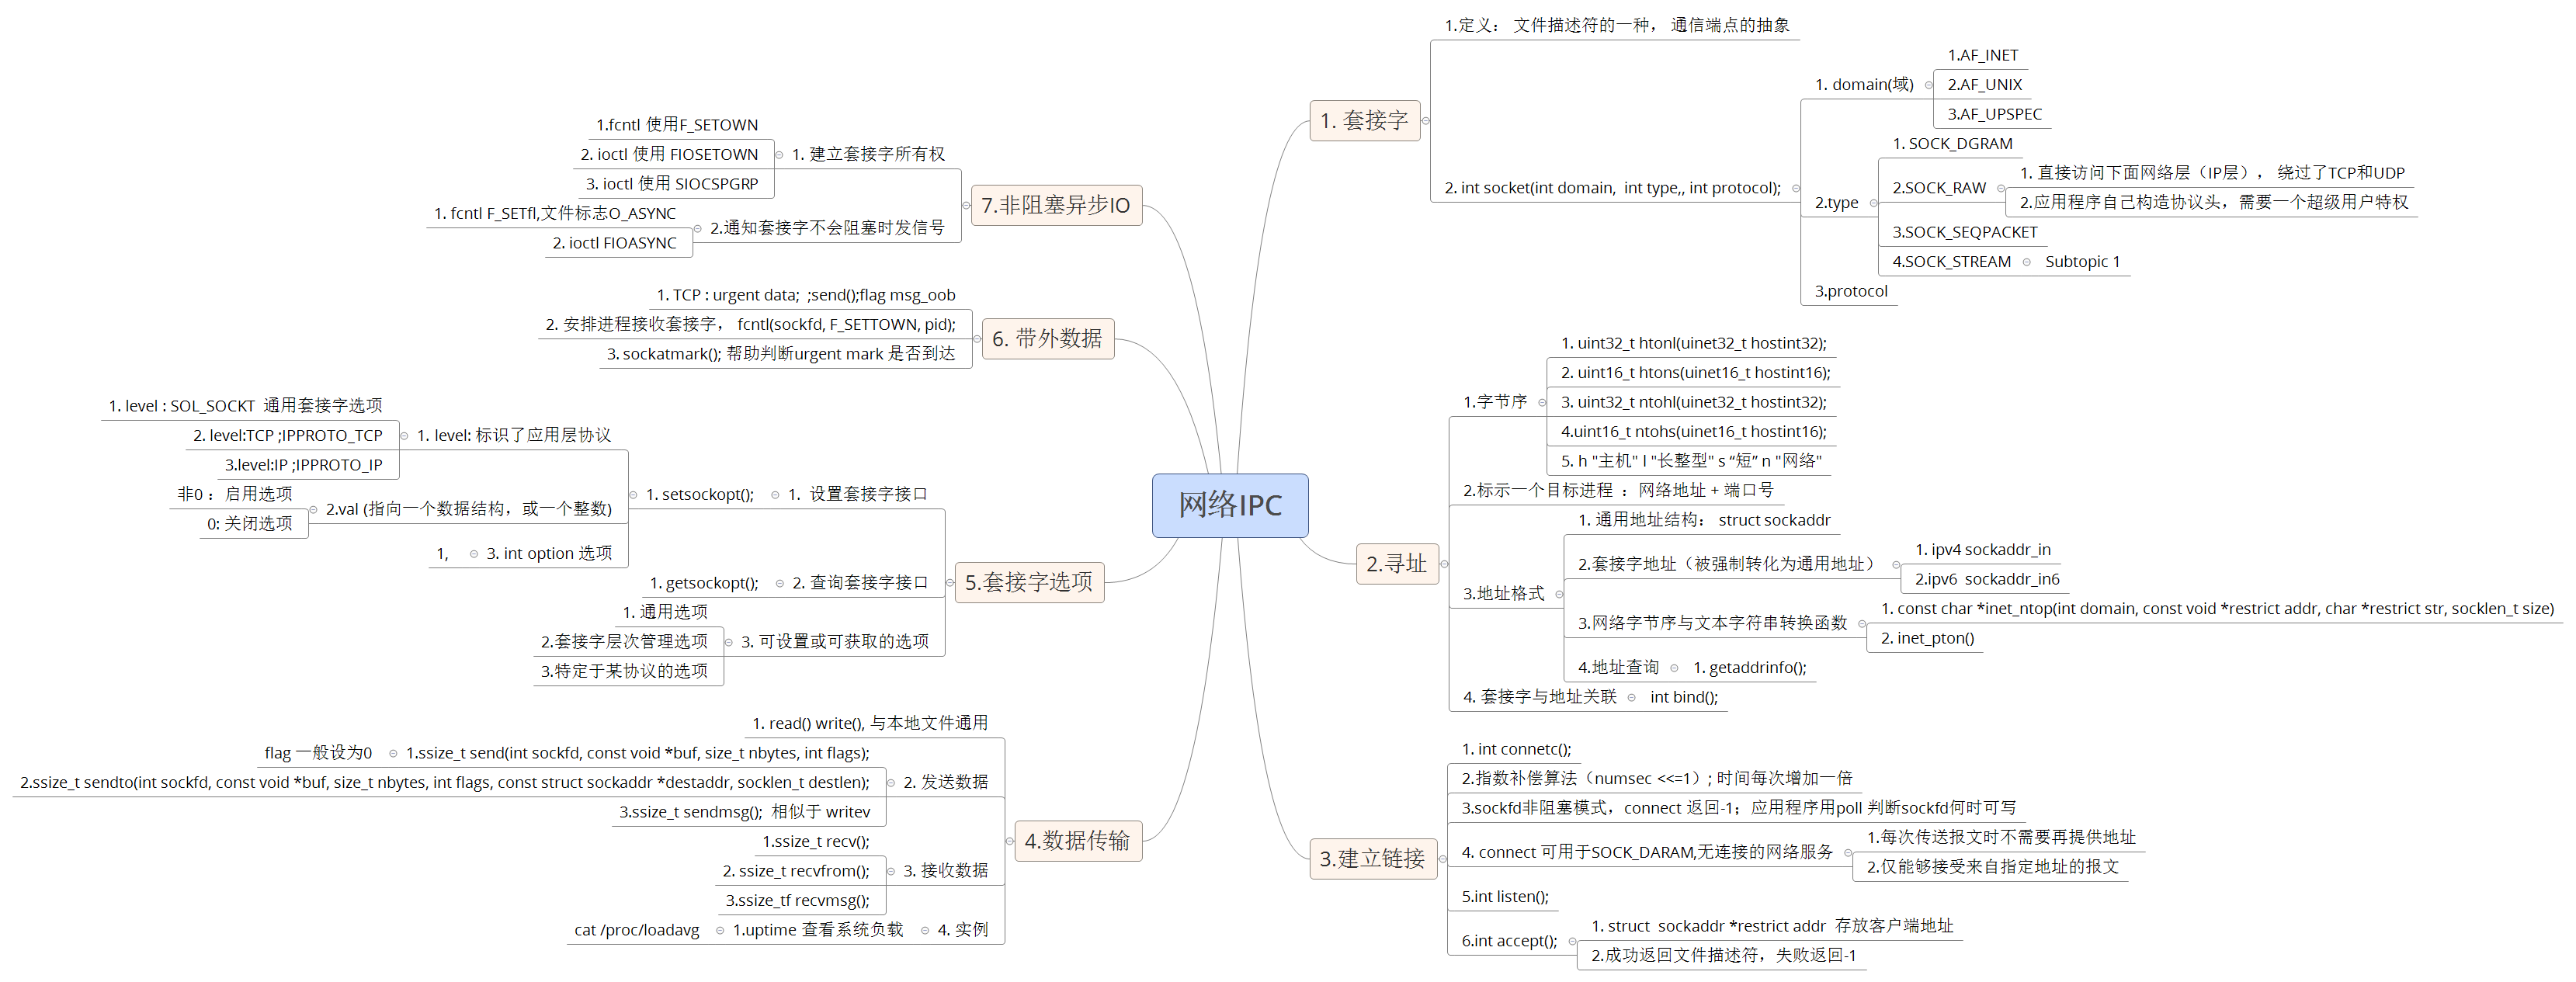 网络IPC
1. 套接字
1.定义： 文件描述符的一种， 通信端点的抽象
2. int socket(int domain,  int type,, int protocol);
1. domain(域)
1.AF_INET
2.AF_UNIX
3.AF_UPSPEC
2.type
1. SOCK_DGRAM
2.SOCK_RAW
1. 直接访问下面网络层（IP层）， 绕过了TCP和UDP
2.应用程序自己构造协议头，需要一个超级用户特权
3.SOCK_SEQPACKET
4.SOCK_STREAM
Subtopic 1
3.protocol
2.寻址
1.字节序
1. uint32_t htonl(uinet32_t hostint32);
2. uint16_t htons(uinet16_t hostint16);
3. uint32_t ntohl(uinet32_t hostint32);
4.uint16_t ntohs(uinet16_t hostint16);
5. h "主机" l "长整型" s “短” n "网络"
2.标示一个目标进程 ： 网络地址 + 端口号
3.地址格式
1. 通用地址结构： struct sockaddr
2.套接字地址（被强制转化为通用地址）
1. ipv4 sockaddr_in
2.ipv6  sockaddr_in6
3.网络字节序与文本字符串转换函数
1. const char *inet_ntop(int domain, const void *restrict addr, char *restrict str, socklen_t size)
2. inet_pton()
4.地址查询
1. getaddrinfo();
4. 套接字与地址关联
int bind();
3.建立链接
1. int connetc();
2.指数补偿算法（numsec <<=1）; 时间每次增加一倍
3.sockfd非阻塞模式，connect 返回-1；应用程序用poll 判断sockfd何时可写
4. connect 可用于SOCK_DARAM,无连接的网络服务
1.每次传送报文时不需要再提供地址
2.仅能够接受来自指定地址的报文
5.int listen();
6.int accept();
1. struct  sockaddr *restrict addr  存放客户端地址
2.成功返回文件描述符，失败返回-1
4.数据传输
1. read() write(), 与本地文件通用
2. 发送数据
1.ssize_t send(int sockfd, const void *buf, size_t nbytes, int flags);
flag 一般设为0
2.ssize_t sendto(int sockfd, const void *buf, size_t nbytes, int flags, const struct sockaddr *destaddr, socklen_t destlen);
3.ssize_t sendmsg();  相似于 writev
3. 接收数据
1.ssize_t recv();
2. ssize_t recvfrom();
3.ssize_tf recvmsg();
4. 实例
1.uptime 查看系统负载
cat /proc/loadavg
5.套接字选项
1.  设置套接字接口
1. setsockopt();
1. level: 标识了应用层协议
1. level : SOL_SOCKT  通用套接字选项
2. level:TCP ;IPPROTO_TCP
3.level:IP ;IPPROTO_IP
2.val (指向一个数据结构，或一个整数)
非0 ：启用选项
0: 关闭选项
3. int option 选项
1,
2. 查询套接字接口
1. getsockopt();
3. 可设置或可获取的选项
1. 通用选项
2.套接字层次管理选项
3.特定于某协议的选项
6. 带外数据
1. TCP : urgent data;  ;send();flag msg_oob
2. 安排进程接收套接字， fcntl(sockfd, F_SETTOWN, pid);
3. sockatmark(); 帮助判断urgent mark 是否到达
7.非阻塞异步IO
1. 建立套接字所有权
1.fcntl 使用F_SETOWN
2. ioctl 使用 FIOSETOWN
3. ioctl 使用 SIOCSPGRP
2.通知套接字不会阻塞时发信号
1. fcntl F_SETfl,文件标志O_ASYNC
2. ioctl FIOASYNC